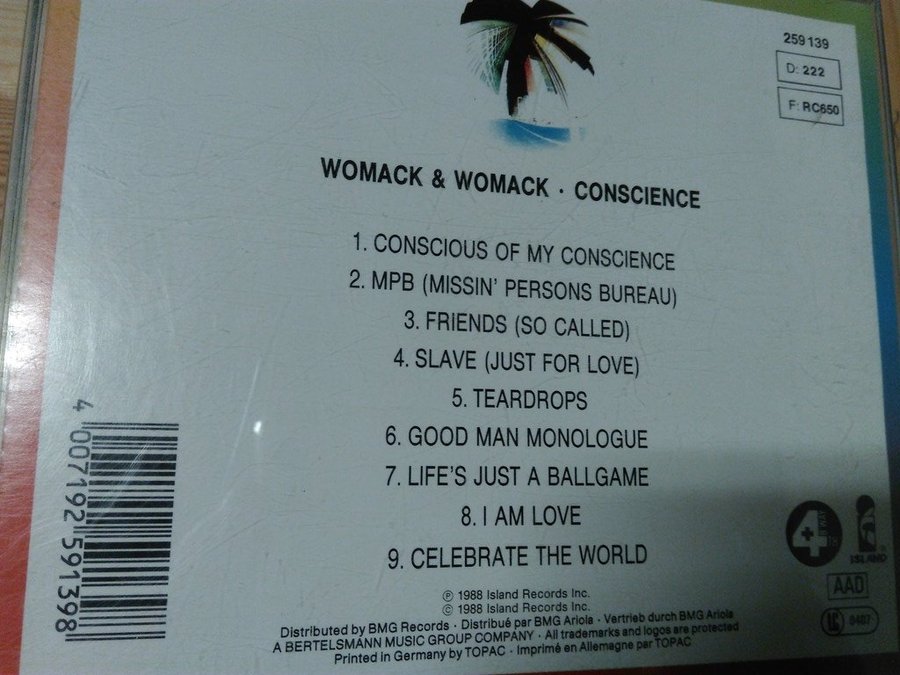 259 139
D: 222
F: RC650
WOMACK & WOMACK · CONSCIENCE
1. CONSCIOUS OF MY CONSCIENCE
2. MPB (MISSIN' PERSONS BUREAU)
3. FRIENDS (SO CALLED)
4. SLAVE (JUST FOR LOVE)
5. TEARDROPS
6. GOOD MAN MONOLOGUE
7. LIFE'S JUST A BALLGAME
8. I AM LOVE
9. CELEBRATE THE WORLD
℗ 1988 Island Records Inc.
© 1988 Island Records Inc.
Distributed by BMG Records · Distribué par BMG Ariola · Vertrieb durch BMG Ariola
A BERTELSMANN MUSIC GROUP COMPANY · All trademarks and logos are protected
Printed in Germany by TOPAC · Imprimé en Allemagne par TOPAC
4 007192 591398
4
ISLAND
AAD
LC